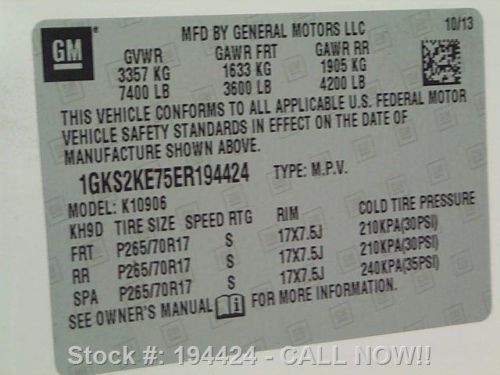 GM
MFD BY GENERAL MOTORS LLC 10/13
GVWR GAWR FRT GAWR RR
3357 KG 1633 KG 1905 KG
7400 LB 3600 LB 4200 LB
THIS VEHICLE CONFORMS TO ALL APPLICABLE U.S. FEDERAL MOTOR
VEHICLE SAFETY STANDARDS IN EFFECT ON THE DATE OF
MANUFACTURE SHOWN ABOVE.
1GKS2KE75ER194424 TYPE: M.P.V.
MODEL: K10906
KH9D TIRE SIZE SPEED RTG RIM COLD TIRE PRESSURE
FRT P265/70R17 S 17X7.5J 210KPA(30PSI)
RR P265/70R17 S 17X7.5J 210KPA(30PSI)
SPA P265/70R17 S 17X7.5J 240KPA(35PSI)
SEE OWNER'S MANUAL FOR MORE INFORMATION.
Stock #: 194424 - CALL NOW!!